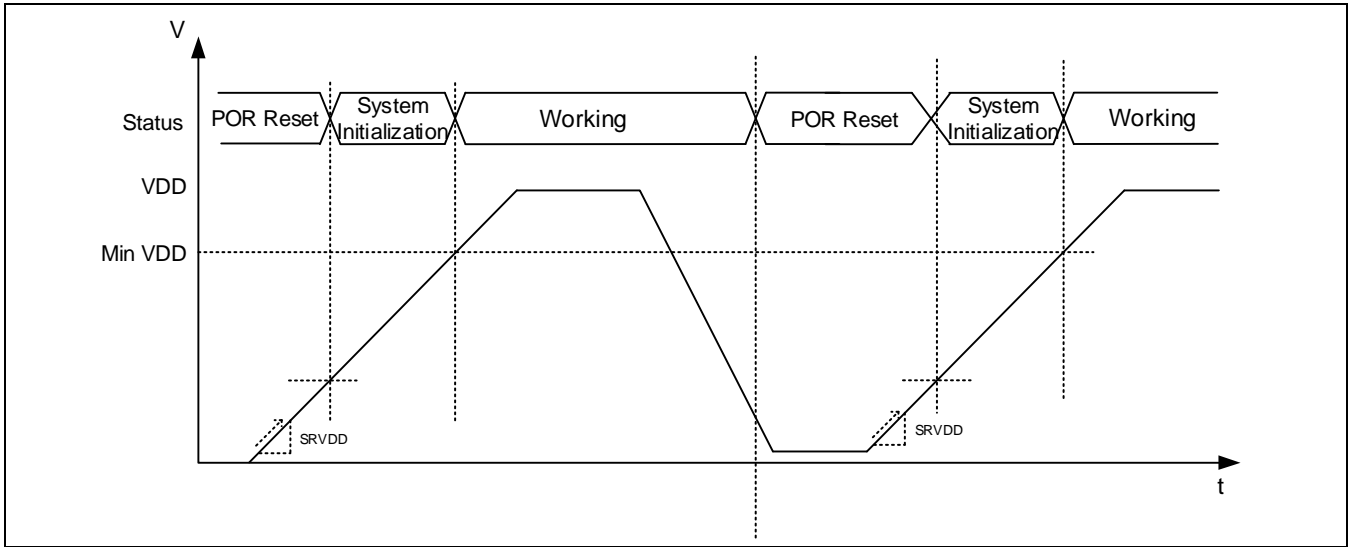 V
Status
POR Reset
System
Initialization
Working
POR Reset
System
Initialization
Working
VDD
Min VDD
SRVDD
SRVDD
t